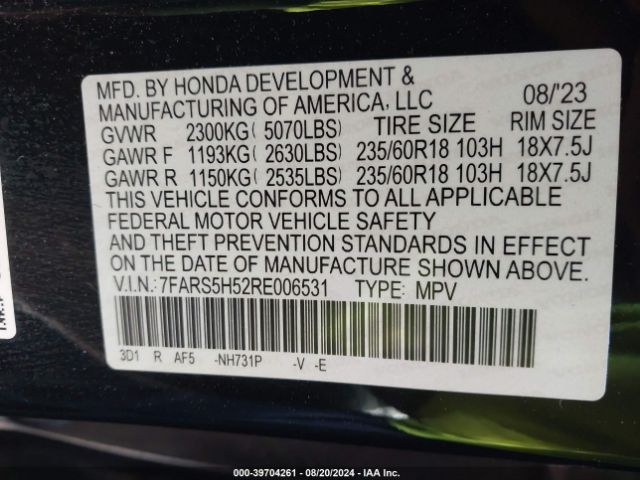 MFD. BY HONDA DEVELOPMENT &
MANUFACTURING OF AMERICA, LLC 08/'23
GVWR 2300KG( 5070LBS) TIRE SIZE RIM SIZE
GAWR F 1193KG( 2630LBS) 235/60R18 103H 18X7.5J
GAWR R 1150KG( 2535LBS) 235/60R18 103H 18X7.5J
THIS VEHICLE CONFORMS TO ALL APPLICABLE
FEDERAL MOTOR VEHICLE SAFETY
AND THEFT PREVENTION STANDARDS IN EFFECT
ON THE DATE OF MANUFACTURE SHOWN ABOVE.
V.I.N.: 7FARS5H52RE006531 TYPE: MPV
3D1 R AF5 -NH731P -V -E
000-39704261 - 08/20/2024 - IAA Inc.